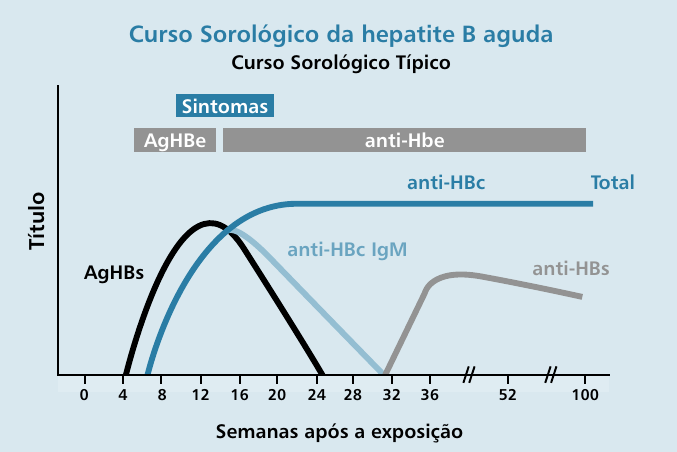 Curso Sorológico da hepatite B aguda
Curso Sorológico Típico
Sintomas
AgHBe
anti-Hbe
anti-HBc
Total
Título
anti-HBc IgM
AgHBs
anti-HBs
0 4 8 12 16 20 24 28 32 36 52 100
Semanas após a exposição